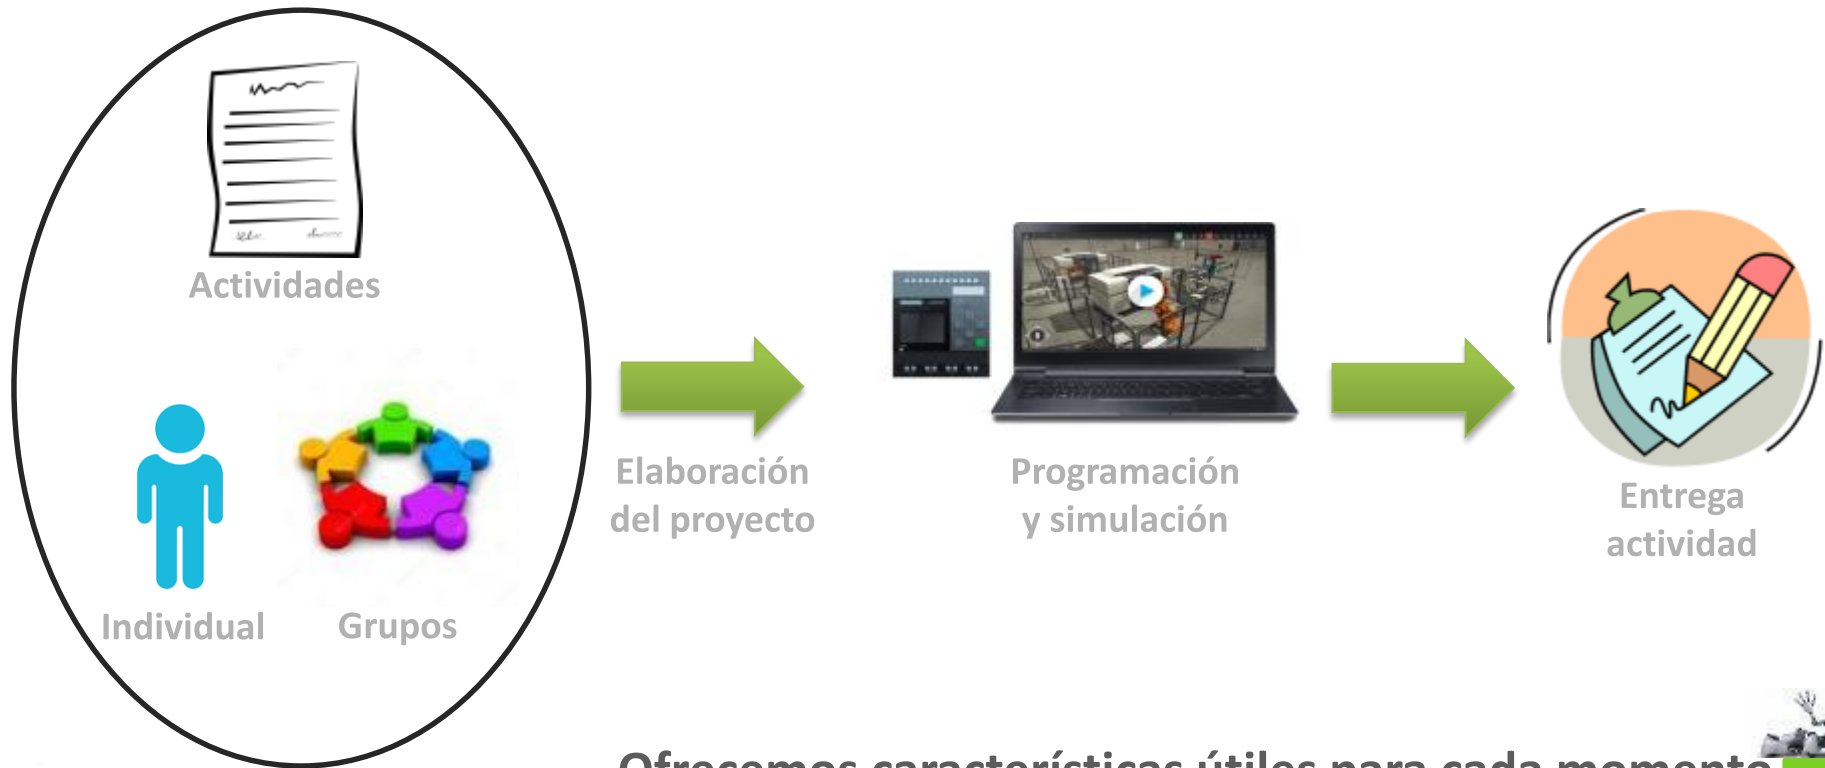 Actividades
Individual
Grupos
Elaboración
del proyecto
Programación
y simulación
Entrega
actividad
Ofrecemos características útiles para cada momento